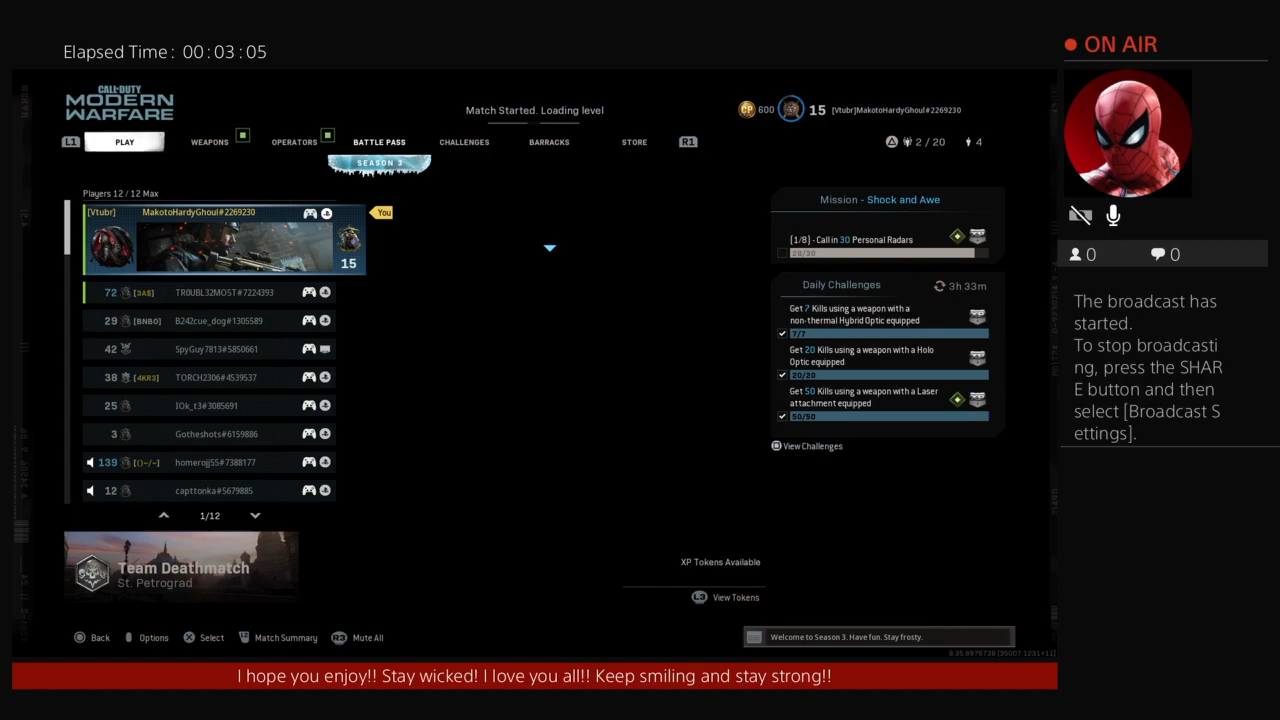 Elapsed Time: 00:03:05
ON AIR
CALL OF DUTY
MODERN
WARFARE
Match Started. Loading level
CP 600 15 [Vtubr]MakotoHardyGhoul#2269230
L1 PLAY WEAPONS OPERATORS BATTLE PASS CHALLENGES BARRACKS STORE R1
2 / 20 4
SEASON 3
Players 12 / 12 Max
[Vtubr] MakotoHardyGhoul#2269230
You
15
72 [3A$] TR0UBL32MO5T#7224393
29 [BNBO] B242cue_dog#1305589
42 SpyGuy7813#5850661
38 [4KR3] TORCH2306#4539537
25 IOk_t3#3085691
3 Gotheshots#6159886
139 [()~/~] homerojj55#7388177
12 capttonka#5679885
1/12
Team Deathmatch
St. Petrograd
Mission - Shock and Awe
[1/8] - Call in 30 Personal Radars
28/30
Daily Challenges 3h 33m
Get 7 Kills using a weapon with a
non-thermal Hybrid Optic equipped
7/7
Get 20 Kills using a weapon with a Holo
Optic equipped
20/20
Get 50 Kills using a weapon with a Laser
attachment equipped
50/50
View Challenges
XP Tokens Available
L3 View Tokens
Back Options Select Match Summary R3 Mute All
Welcome to Season 3. Have fun. Stay frosty.
I hope you enjoy!! Stay wicked! I love you all!! Keep smiling and stay strong!!
0 0
The broadcast has
started.
To stop broadcasti
ng, press the SHAR
E button and then
select [Broadcast S
ettings].